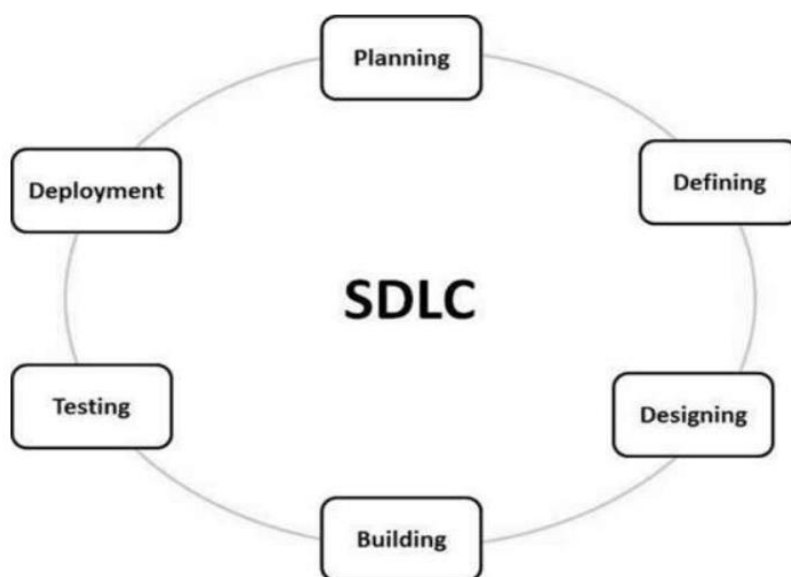 Planning
Defining
Designing
Building
Testing
Deployment
SDLC